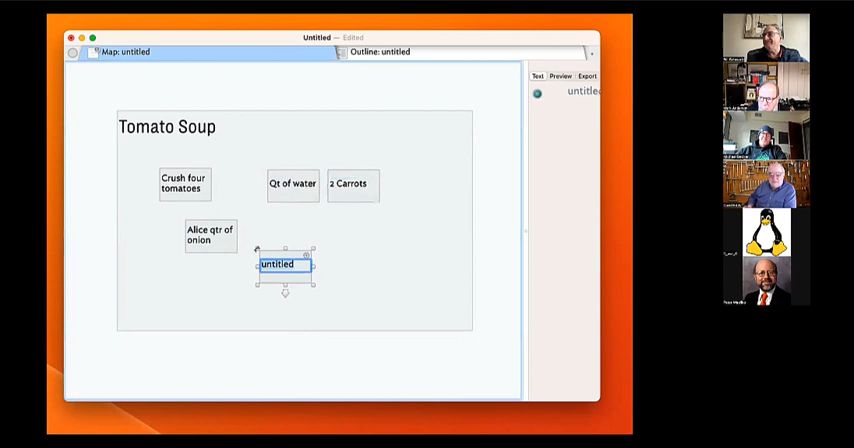 Untitled — Edited
Map: untitled
Outline: untitled
Text Preview Export
untitled
Tomato Soup
Crush four
tomatoes
Qt of water
2 Carrots
Alice qtr of
onion
untitled